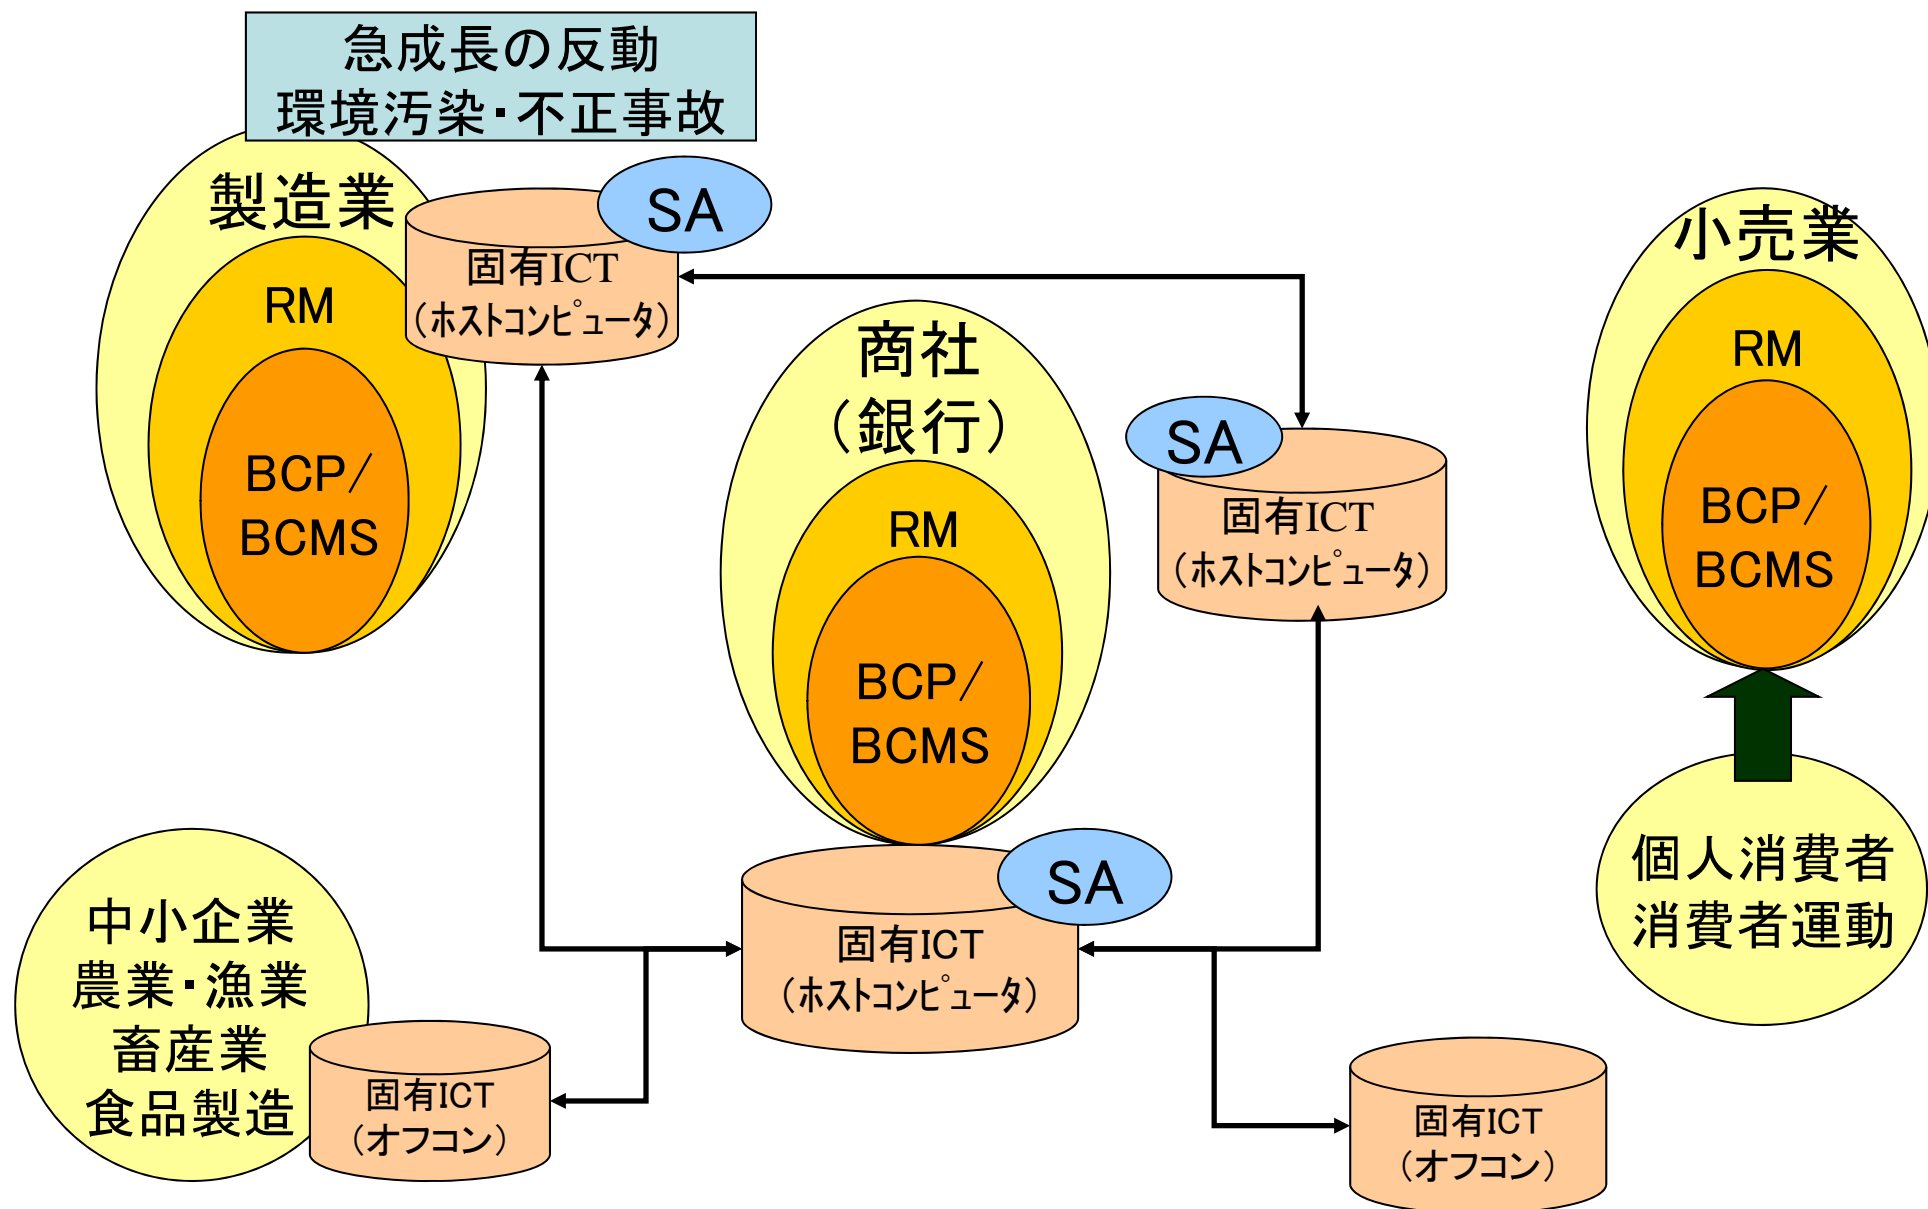 急成長の反動
環境汚染・不正事故
製造業
RM
BCP/
BCMS
固有ICT
（ホストコンピュータ）
SA
商社
（銀行）
RM
BCP/
BCMS
固有ICT
（ホストコンピュータ）
SA
SA
固有ICT
（ホストコンピュータ）
小売業
RM
BCP/
BCMS
個人消費者
消費者運動
中小企業
農業・漁業
畜産業
食品製造
固有ICT
（オフコン）
固有ICT
（オフコン）